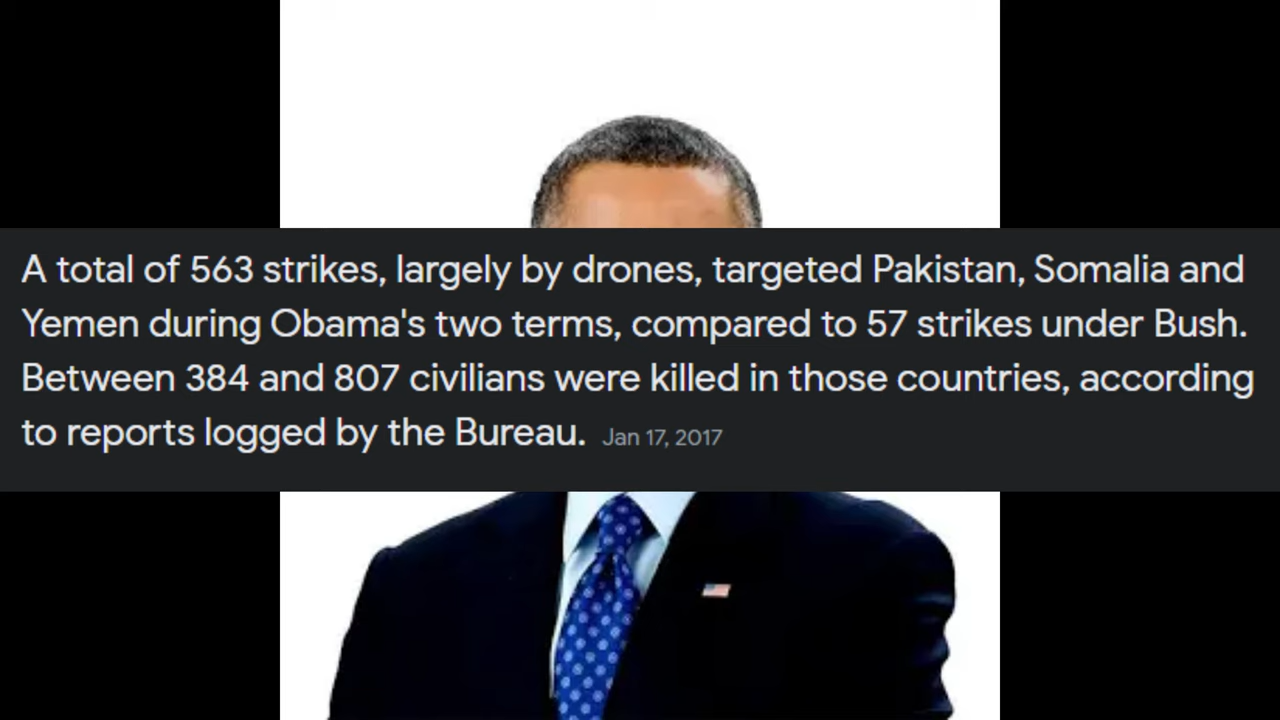 A total of 563 strikes, largely by drones, targeted Pakistan, Somalia and
Yemen during Obama's two terms, compared to 57 strikes under Bush.
Between 384 and 807 civilians were killed in those countries, according
to reports logged by the Bureau. Jan 17, 2017